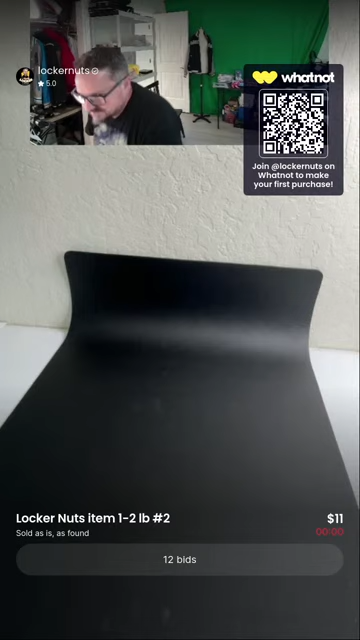 lockernuts
5.0
whatnot
Join @lockernuts on
Whatnot to make
your first purchase!
Locker Nuts item 1-2 lb #2
$11
Sold as is, as found
00:00
12 bids